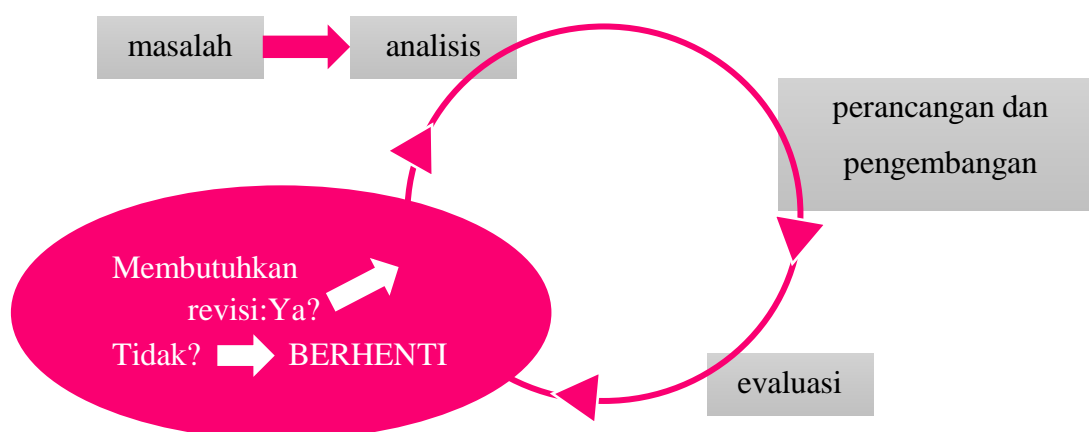 masalah
analisis
perancangan dan
pengembangan
Membutuhkan
revisi:Ya?
Tidak? BERHENTI
evaluasi